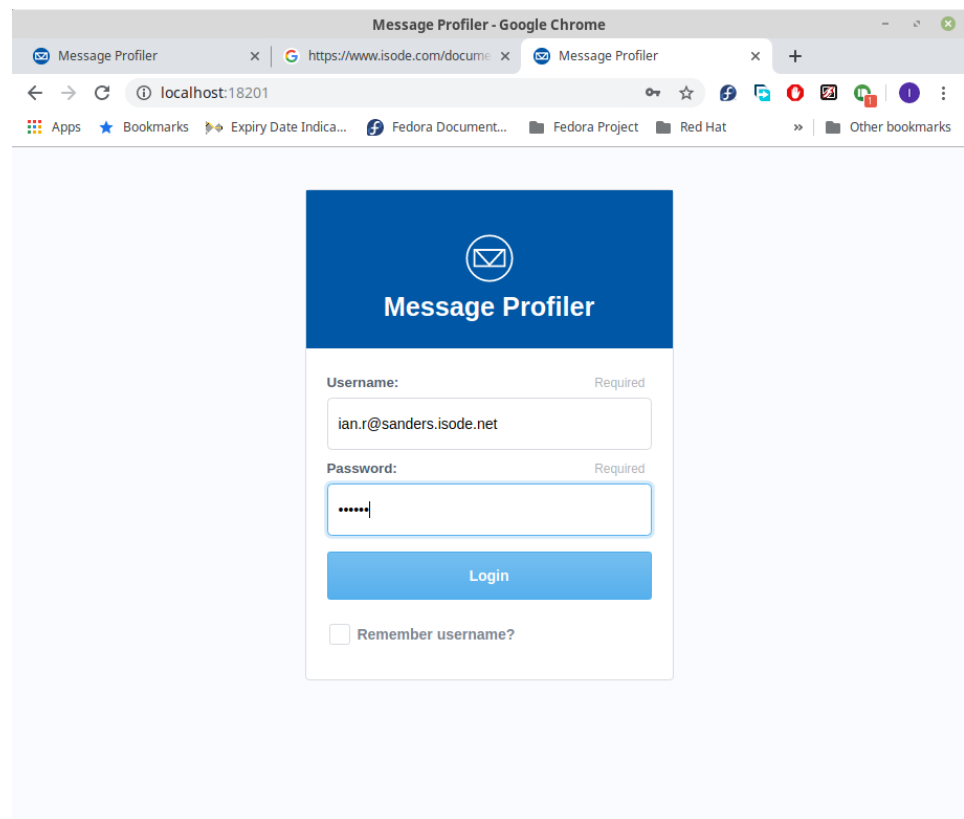 Message Profiler - Google Chrome
Message Profiler
https://www.isode.com/docume
Message Profiler
localhost:18201
1
I
Apps
Bookmarks
Expiry Date Indica...
Fedora Document...
Fedora Project
Red Hat
»
Other bookmarks
Message Profiler
Username: Required
ian.r@sanders.isode.net
Password: Required
••••••
Login
Remember username?